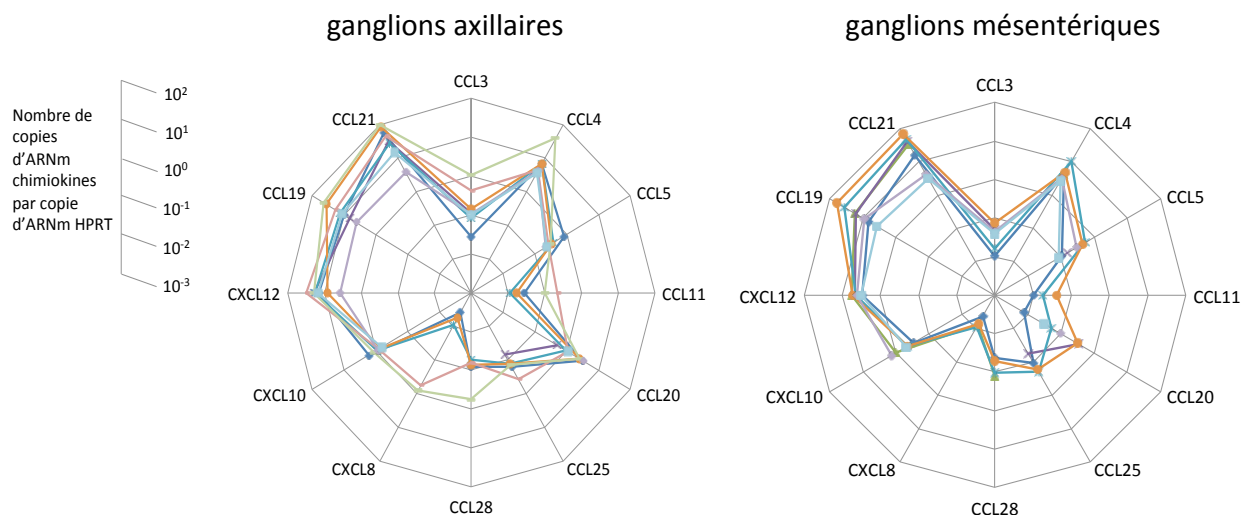 ganglions axillaires
ganglions mésentériques
Nombre de
copies
d'ARNm
chimiokines
par copie
d'ARNm HPRT
10²
10¹
10⁰
10⁻¹
10⁻²
10⁻³
CCL3
CCL4
CCL5
CCL11
CCL20
CCL25
CCL28
CXCL8
CXCL10
CXCL12
CCL19
CCL21
CCL3
CCL4
CCL5
CCL11
CCL20
CCL25
CCL28
CXCL8
CXCL10
CXCL12
CCL19
CCL21